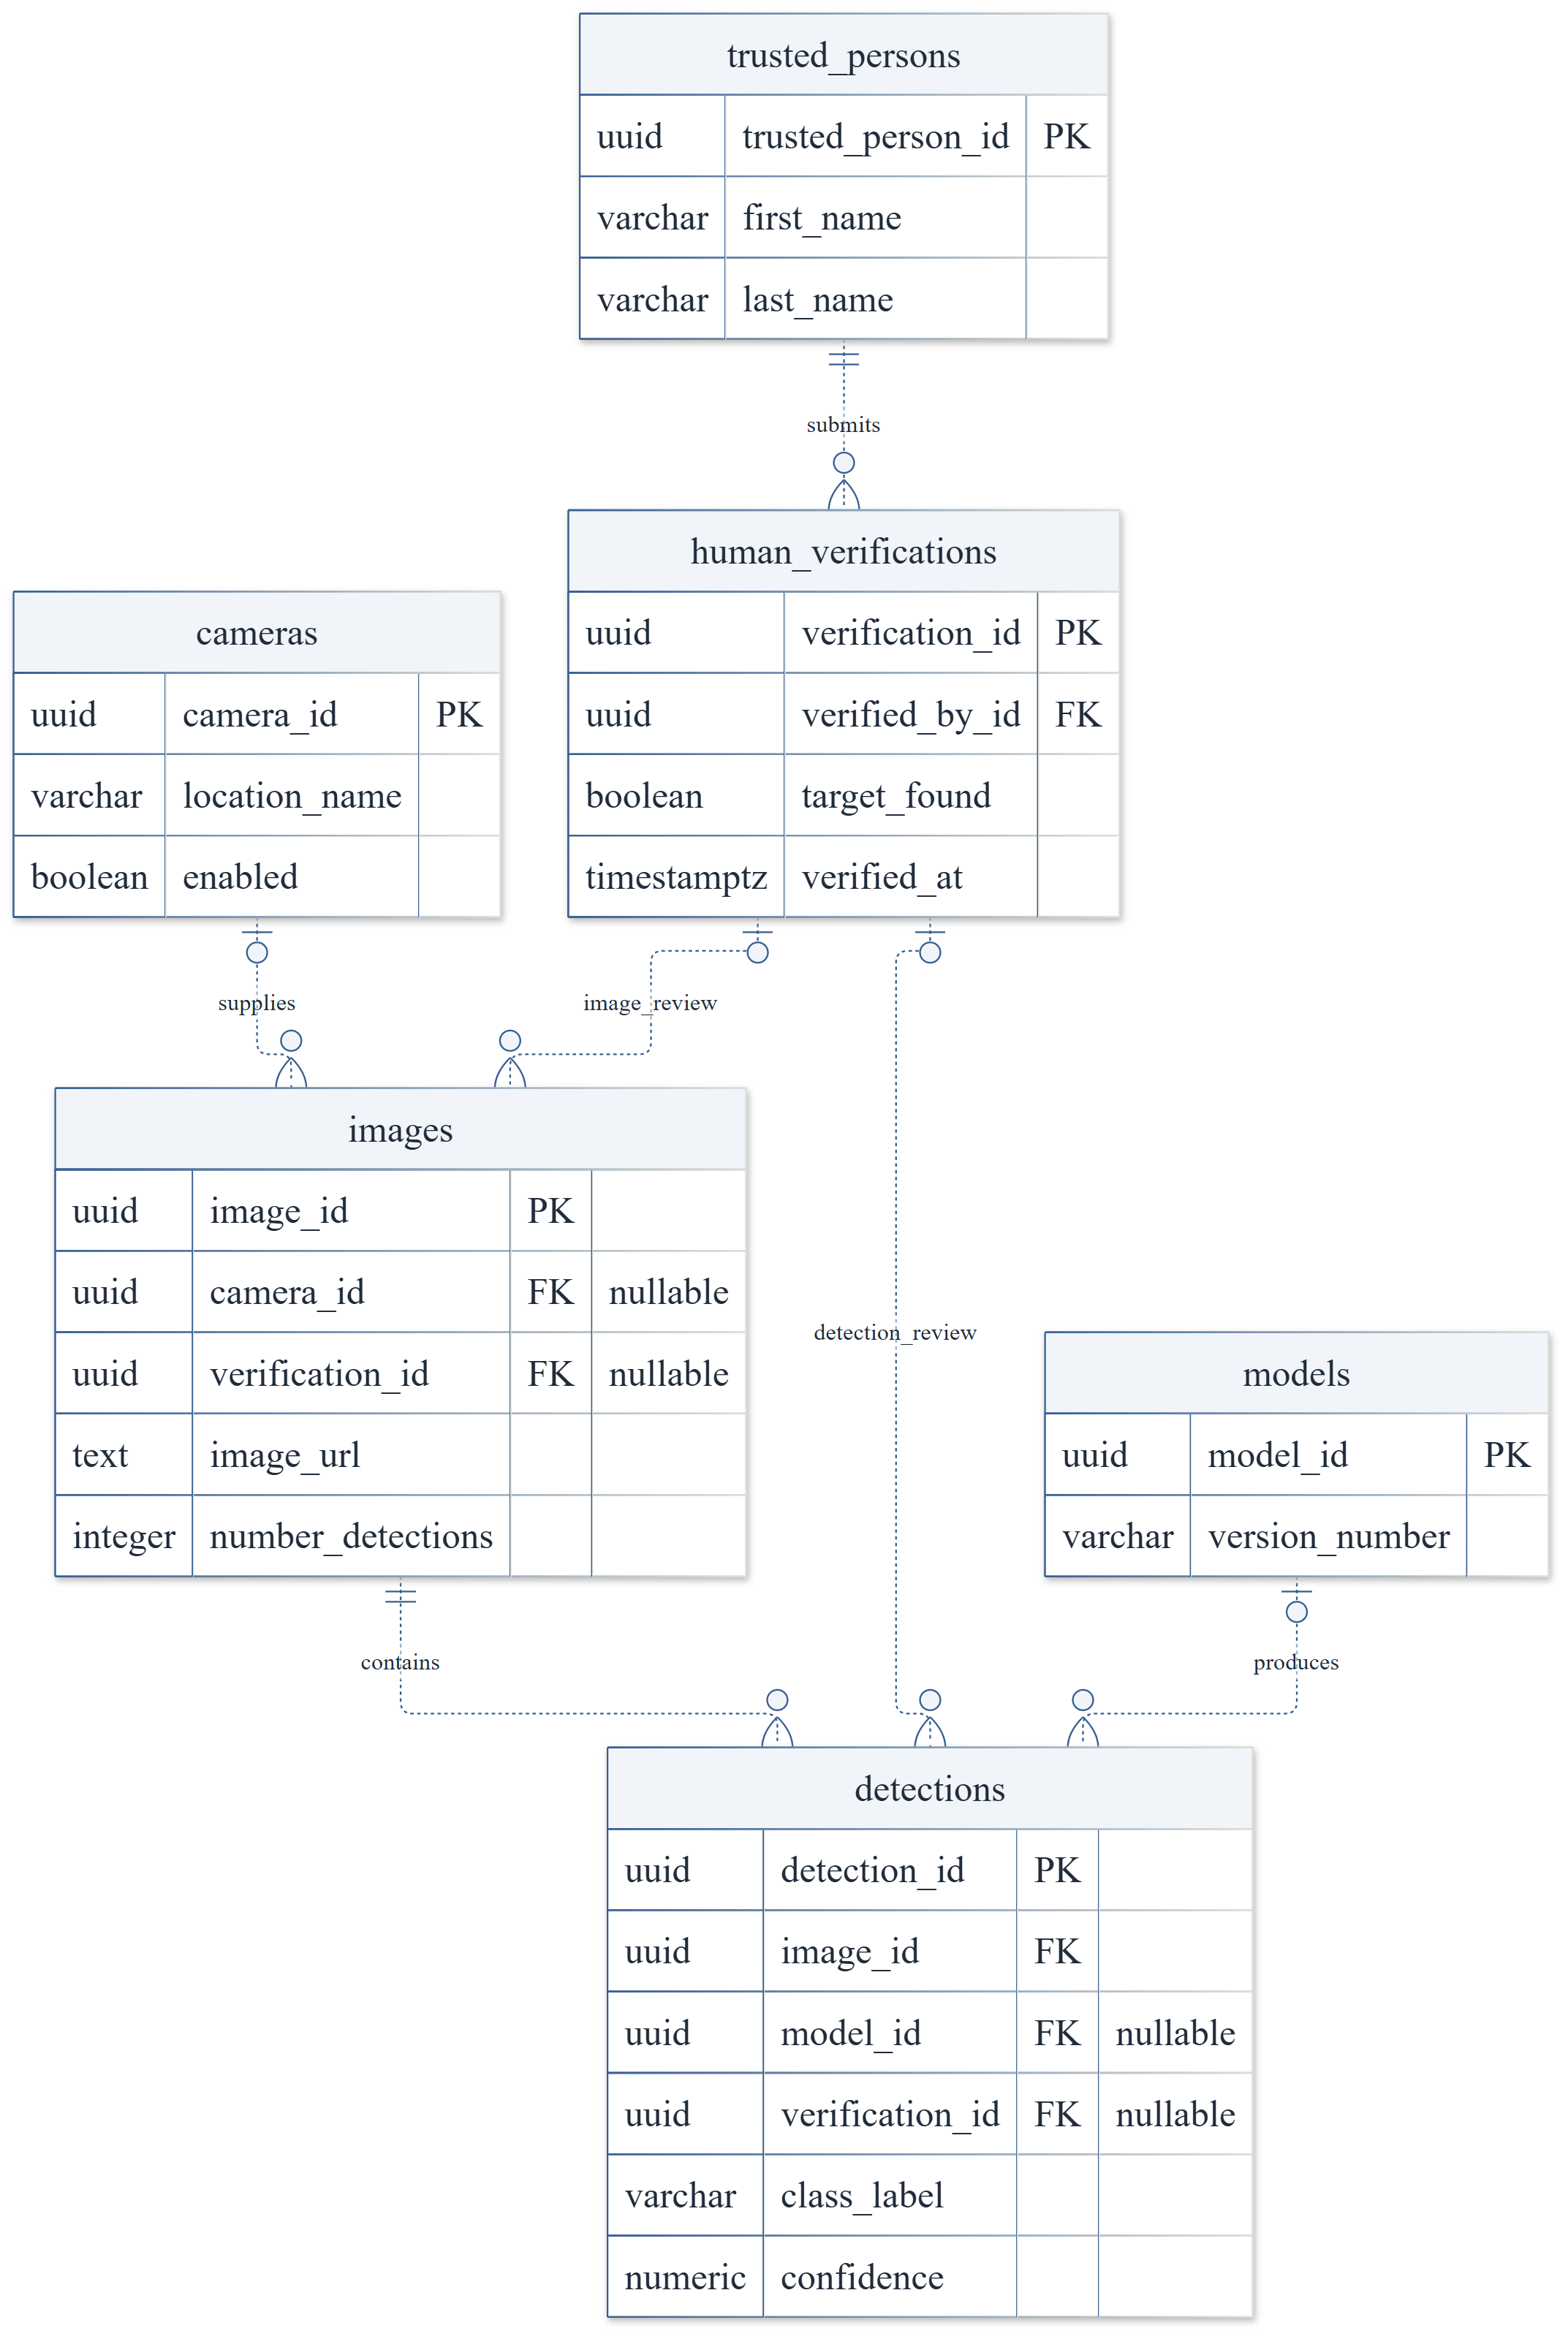 trusted_persons
uuid trusted_person_id PK
varchar first_name
varchar last_name
submits
human_verifications
uuid verification_id PK
uuid verified_by_id FK
boolean target_found
timestamptz verified_at
cameras
uuid camera_id PK
varchar location_name
boolean enabled
supplies
image_review
images
uuid image_id PK
uuid camera_id FK nullable
uuid verification_id FK nullable
text image_url
integer number_detections
detection_review
models
uuid model_id PK
varchar version_number
contains
produces
detections
uuid detection_id PK
uuid image_id FK
uuid model_id FK nullable
uuid verification_id FK nullable
varchar class_label
numeric confidence